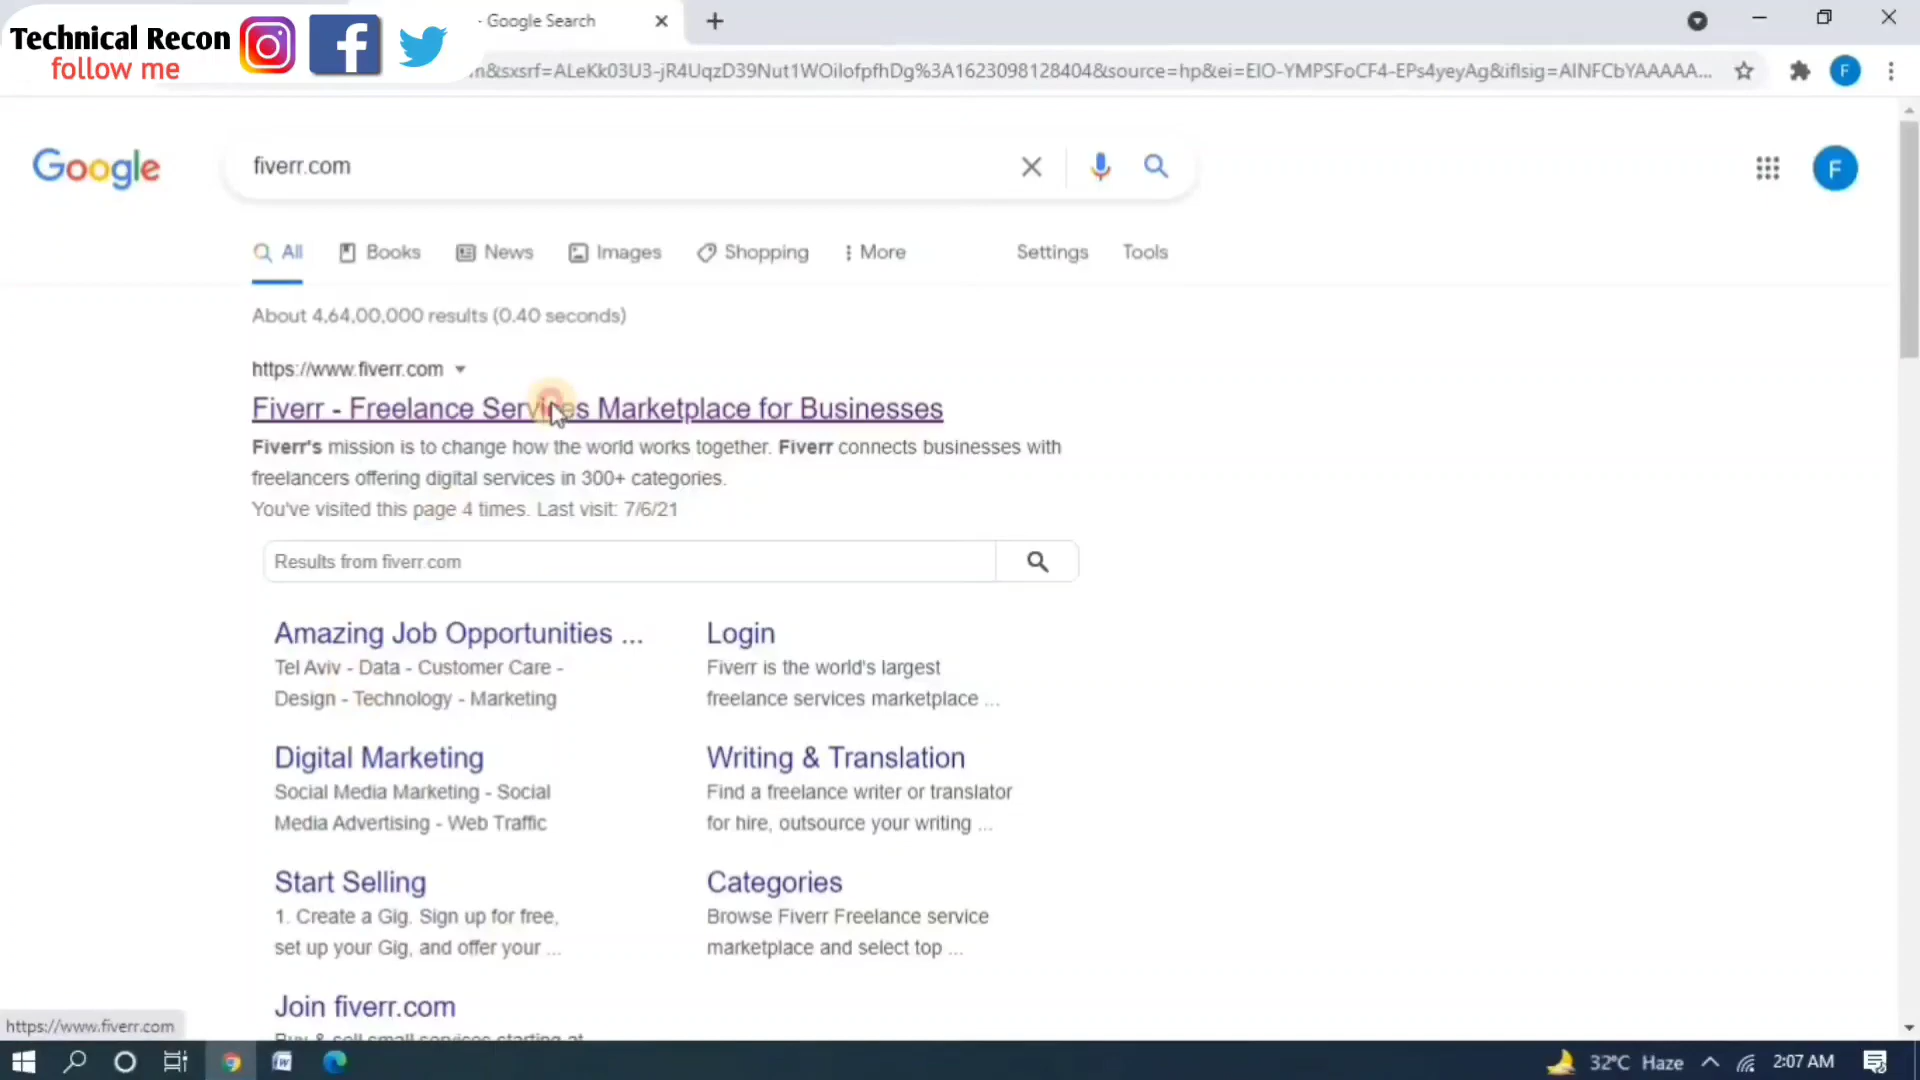 Technical Recon
follow me
- Google Search
n&sxsrf=ALeKk03U3-jR4UqzD39Nut1WOilofpfhDg%3A1623098128404&source=hp&ei=EIO-YMPSFoCF4-EPs4yeyAg&iflsig=AINFCbYAAAAA...
F
Google
fiverr.com
F
All
Books
News
Images
Shopping
More
Settings
Tools
About 4,64,00,000 results (0.40 seconds)
https://www.fiverr.com
Fiverr - Freelance Services Marketplace for Businesses
Fiverr's mission is to change how the world works together. Fiverr connects businesses with
freelancers offering digital services in 300+ categories.
You've visited this page 4 times. Last visit: 7/6/21
Results from fiverr.com
Amazing Job Opportunities ...
Tel Aviv - Data - Customer Care -
Design - Technology - Marketing
Login
Fiverr is the world's largest
freelance services marketplace ...
Digital Marketing
Social Media Marketing - Social
Media Advertising - Web Traffic
Writing & Translation
Find a freelance writer or translator
for hire, outsource your writing ...
Start Selling
1. Create a Gig. Sign up for free,
set up your Gig, and offer your ...
Categories
Browse Fiverr Freelance service
marketplace and select top ...
Join fiverr.com
Buy & sell small services starting at
https://www.fiverr.com
32°C Haze
2:07 AM